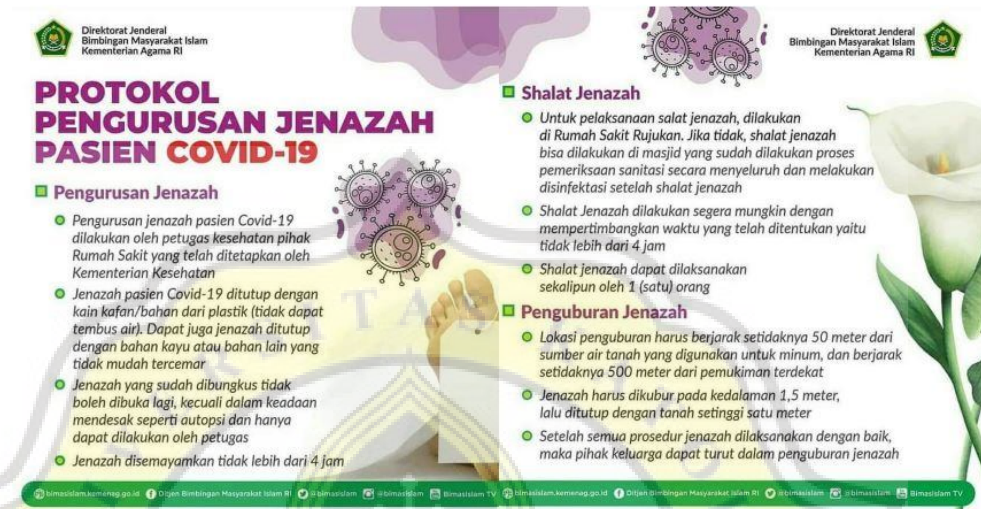 Direktorat Jenderal
Bimbingan Masyarakat Islam
Kementerian Agama RI
PROTOKOL
PENGURUSAN JENAZAH
PASIEN COVID-19
Pengurusan Jenazah
Pengurusan jenazah pasien Covid-19
dilakukan oleh petugas kesehatan pihak
Rumah Sakit yang telah ditetapkan oleh
Kementerian Kesehatan
Jenazah pasien Covid-19 ditutup dengan
kain kafan/bahan dari plastik (tidak dapat
tembus air). Dapat juga jenazah ditutup
dengan bahan kayu atau bahan lain yang
tidak mudah tercemar
Jenazah yang sudah dibungkus tidak
boleh dibuka lagi, kecuali dalam keadaan
mendesak seperti autopsi dan hanya
dapat dilakukan oleh petugas
Jenazah disemayamkan tidak lebih dari 4 jam
bimasislam.kemenag.go.id Ditjen Bimbingan Masyarakat Islam RI @bimasislam @bimasislam Bimasislam TV
Direktorat Jenderal
Bimbingan Masyarakat Islam
Kementerian Agama RI
Shalat Jenazah
Untuk pelaksanaan salat jenazah, dilakukan
di Rumah Sakit Rujukan. Jika tidak, shalat jenazah
bisa dilakukan di masjid yang sudah dilakukan proses
pemeriksaan sanitasi secara menyeluruh dan melakukan
disinfektasi setelah shalat jenazah
Shalat Jenazah dilakukan segera mungkin dengan
mempertimbangkan waktu yang telah ditentukan yaitu
tidak lebih dari 4 jam
Shalat jenazah dapat dilaksanakan
sekalipun oleh 1 (satu) orang
Penguburan Jenazah
Lokasi penguburan harus berjarak setidaknya 50 meter dari
sumber air tanah yang digunakan untuk minum, dan berjarak
setidaknya 500 meter dari pemukiman terdekat
Jenazah harus dikubur pada kedalaman 1,5 meter,
lalu ditutup dengan tanah setinggi satu meter
Setelah semua prosedur jenazah dilaksanakan dengan baik,
maka pihak keluarga dapat turut dalam penguburan jenazah
bimasislam.kemenag.go.id Ditjen Bimbingan Masyarakat Islam RI @bimasislam @bimasislam Bimasislam TV